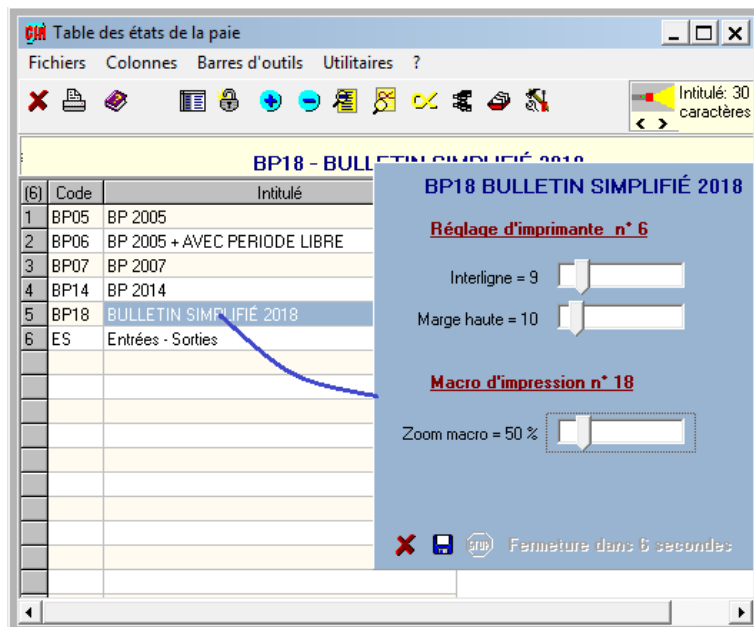 GIN Table des états de la paie
Fichiers Colonnes Barres d'outils Utilitaires ?
Intitulé: 30
caractères
BP18 - BULLETIN SIMPLIFIÉ 2018
(6) Code Intitulé
1 BP05 BP 2005
2 BP06 BP 2005 + AVEC PERIODE LIBRE
3 BP07 BP 2007
4 BP14 BP 2014
5 BP18 BULLETIN SIMPLIFIÉ 2018
6 ES Entrées - Sorties
BP18 BULLETIN SIMPLIFIÉ 2018
Réglage d'imprimante n° 6
Interligne = 9
Marge haute = 10
Macro d'impression n° 18
Zoom macro = 50 %
STOP Fermeture dans 6 secondes